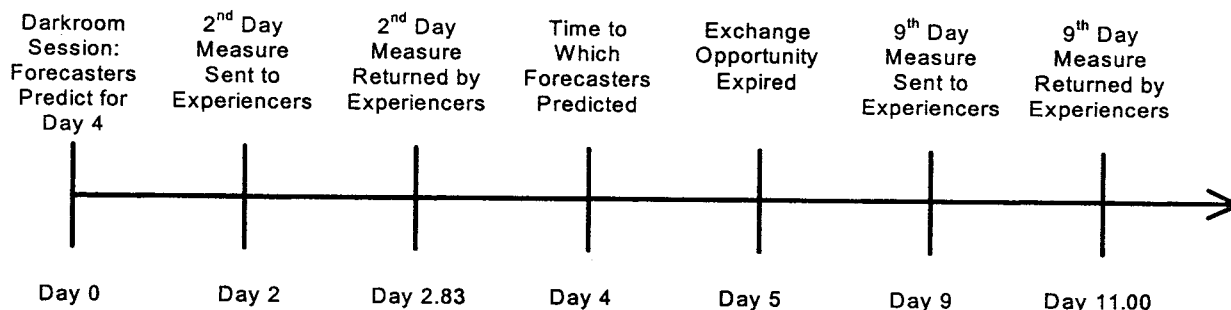 Darkroom
Session:
Forecasters
Predict for
Day 4
2nd Day
Measure
Sent to
Experiencers
2nd Day
Measure
Returned by
Experiencers
Time to
Which
Forecasters
Predicted
Exchange
Opportunity
Expired
9th Day
Measure
Sent to
Experiencers
9th Day
Measure
Returned by
Experiencers
Day 0
Day 2
Day 2.83
Day 4
Day 5
Day 9
Day 11.00